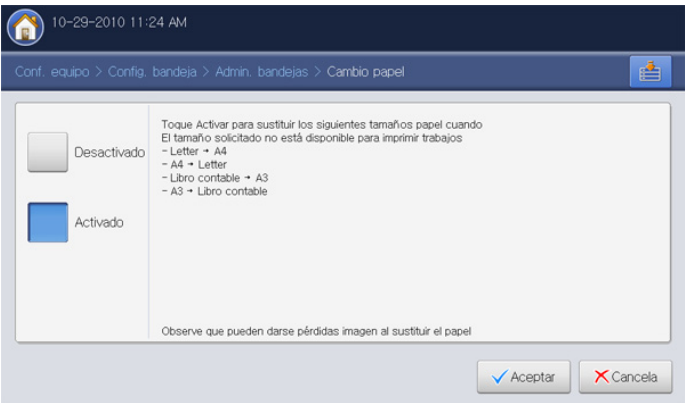 10-29-2010 11:24 AM
Conf. equipo > Config. bandeja > Admin. bandejas > Cambio papel
Desactivado
Activado
Toque Activar para sustituir los siguientes tamaños papel cuando
El tamaño solicitado no está disponible para imprimir trabajos
- Letter → A4
- A4 → Letter
- Libro contable → A3
- A3 → Libro contable
Observe que pueden darse pérdidas imagen al sustituir el papel
Aceptar
Cancela